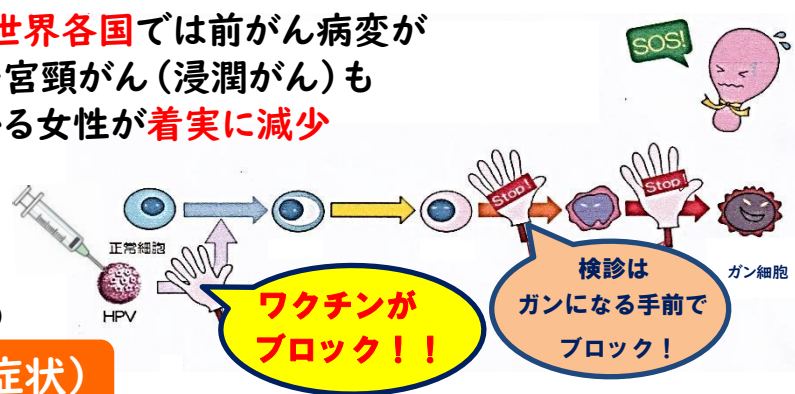 世界各国では前がん病変が
宮頸がん（浸潤がん）も
る女性が着実に減少
SOS!
Stop!
Stop!
正常細胞
HPV
ワクチンが
ブロック！！
検診は
ガンになる手前で
ブロック！
ガン細胞
症状）